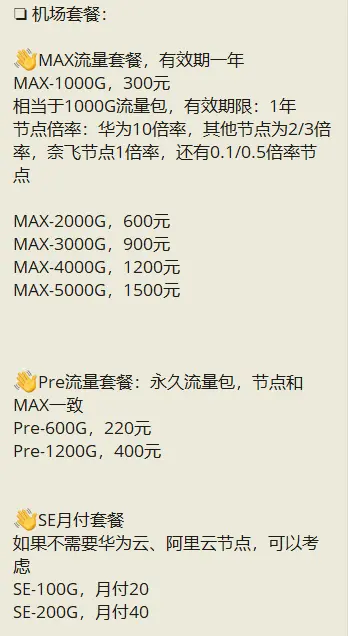 ❏ 机场套餐：
👋MAX流量套餐，有效期一年
MAX-1000G，300元
相当于1000G流量包，有效期限：1年
节点倍率：华为10倍率，其他节点为2/3倍
率，奈飞节点1倍率，还有0.1/0.5倍率节
点
MAX-2000G，600元
MAX-3000G，900元
MAX-4000G，1200元
MAX-5000G，1500元
👋Pre流量套餐：永久流量包，节点和
MAX一致
Pre-600G，220元
Pre-1200G，400元
👋SE月付套餐
如果不需要华为云、阿里云节点，可以考
虑
SE-100G，月付20
SE-200G，月付40